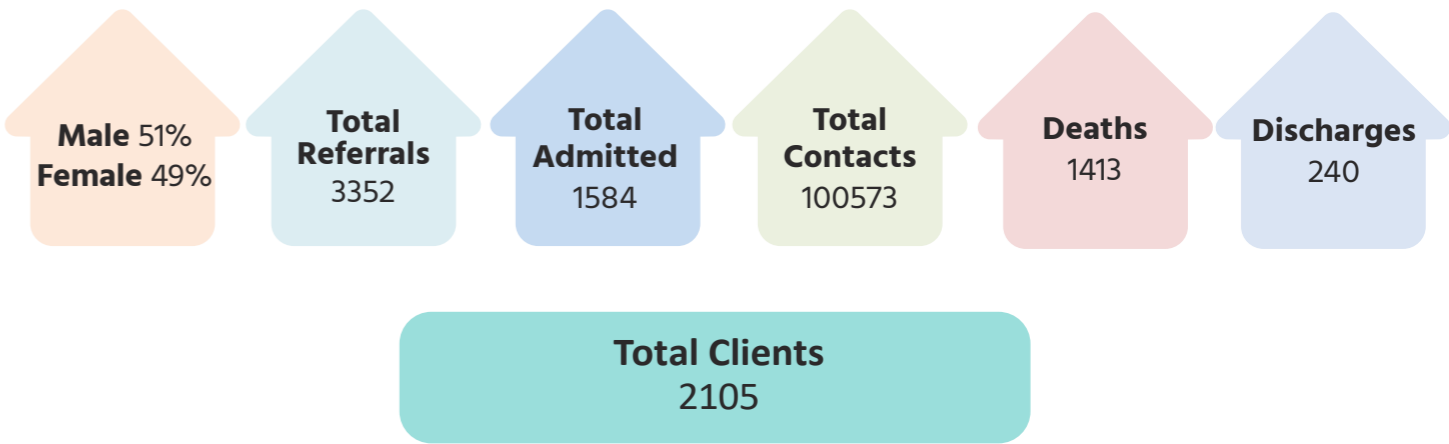 Male 51%
Female 49%
Total
Referrals
3352
Total
Admitted
1584
Total
Contacts
100573
Deaths
1413
Discharges
240
Total Clients
2105